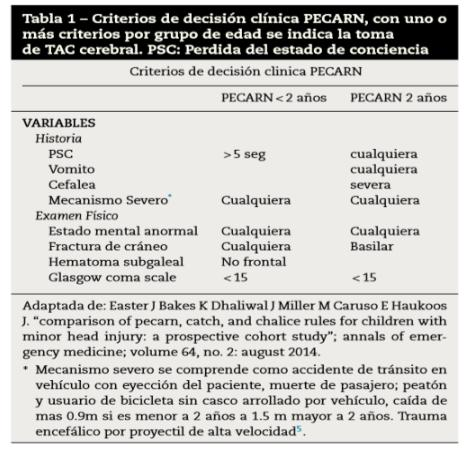 Tabla 1 – Criterios de decisión clínica PECARN, con uno o
más criterios por grupo de edad se indica la toma
de TAC cerebral. PSC: Perdida del estado de conciencia
Criterios de decisión clinica PECARN
PECARN < 2 años PECARN 2 años
VARIABLES
Historia
PSC > 5 seg cualquiera
Vomito cualquiera
Cefalea severa
Mecanismo Severo* Cualquiera Cualquiera
Examen Físico
Estado mental anormal Cualquiera Cualquiera
Fractura de cráneo Cualquiera Basilar
Hematoma subgaleal No frontal
Glasgow coma scale < 15 < 15
Adaptada de: Easter J Bakes K Dhaliwal J Miller M Caruso E Haukoos
J. “comparison of pecarn, catch, and chalice rules for children with
minor head injury: a prospective cohort study”; annals of emer-
gency medicine; volume 64, no. 2: august 2014.
* Mecanismo severo se comprende como accidente de tránsito en
vehículo con eyección del paciente, muerte de pasajero; peatón
y usuario de bicicleta sin casco arrollado por vehículo, caída de
mas 0.9m si es menor a 2 años a 1.5 m mayor a 2 años. Trauma
encefálico por proyectil de alta velocidad5.